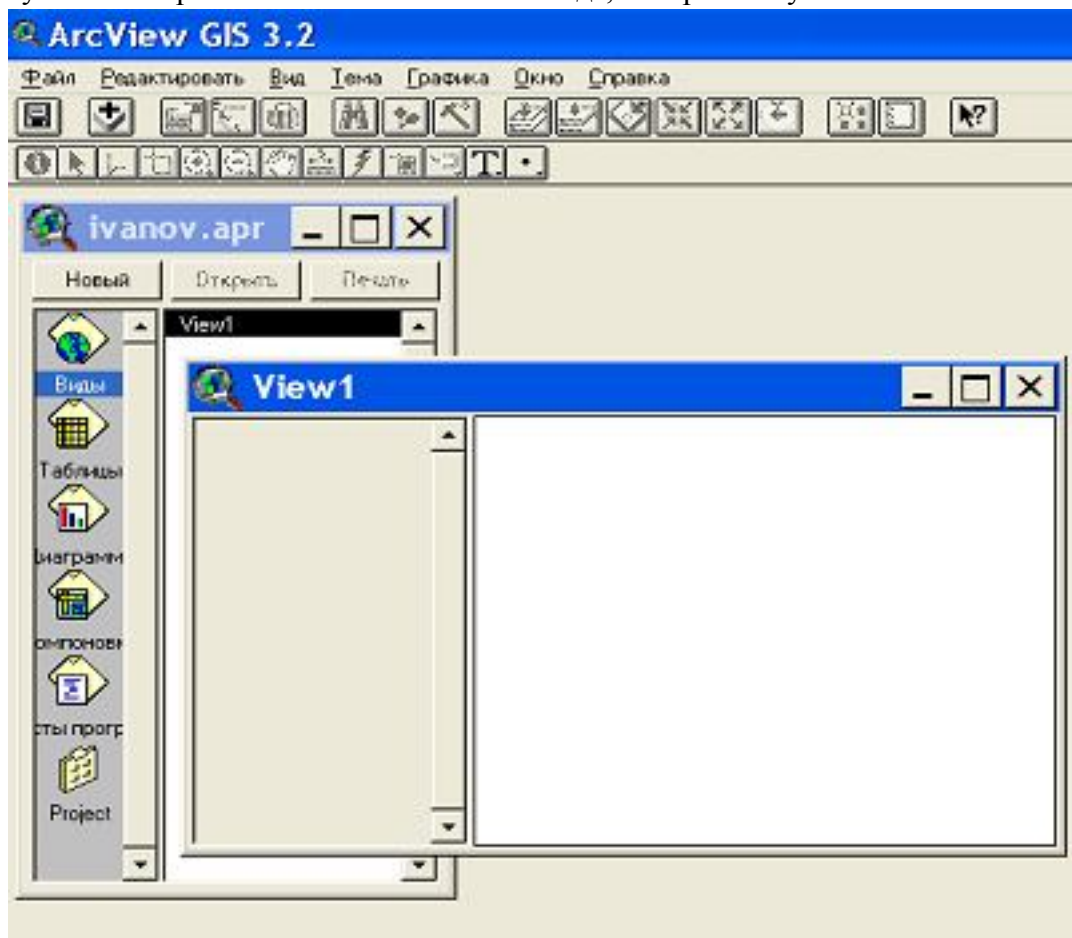 ArcView GIS 3.2
Файл Редактировать Вид Тема Графика Окно Справка
T
ivanov.apr
Новый Открыть Печать
View1
Виды
View1
Таблицы
Диаграмм
омпоновк
сты прогр
Project